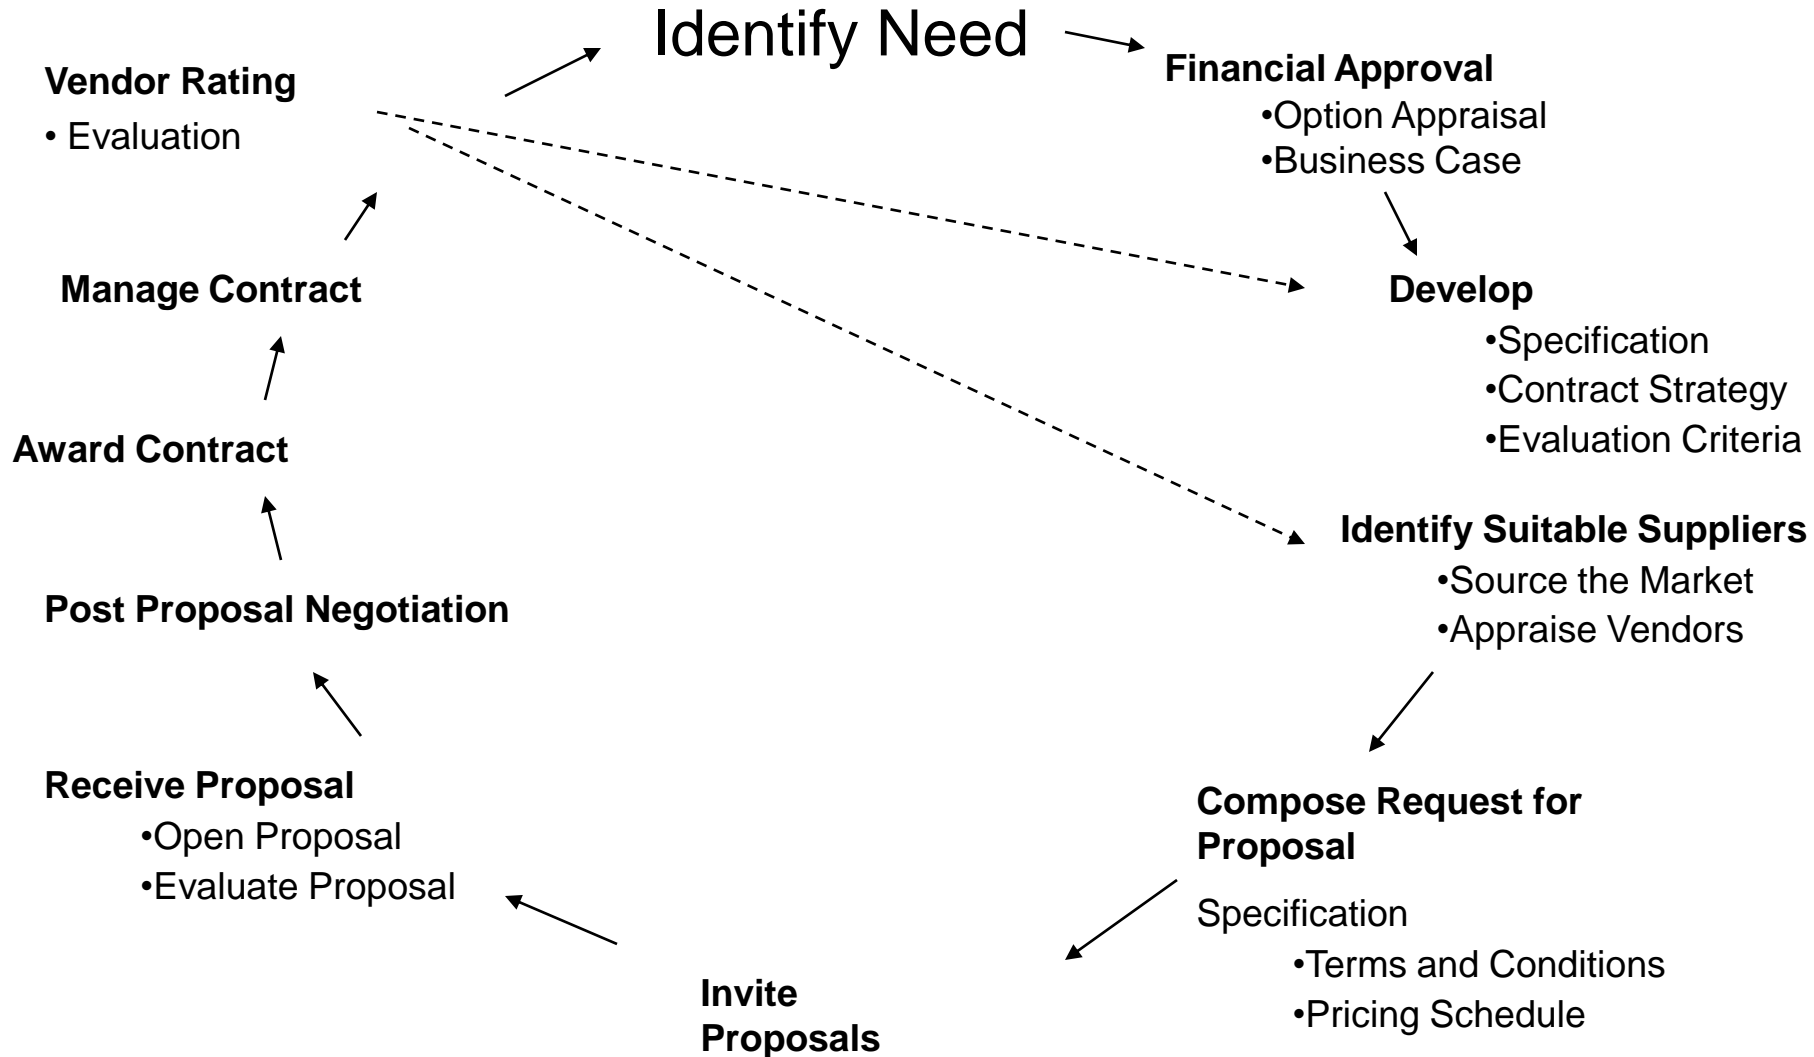 Identify Need
Financial Approval
•Option Appraisal
•Business Case
Develop
•Specification
•Contract Strategy
•Evaluation Criteria
Identify Suitable Suppliers
•Source the Market
•Appraise Vendors
Compose Request for
Proposal
Specification
•Terms and Conditions
•Pricing Schedule
Invite
Proposals
Receive Proposal
•Open Proposal
•Evaluate Proposal
Post Proposal Negotiation
Award Contract
Manage Contract
Vendor Rating
• Evaluation